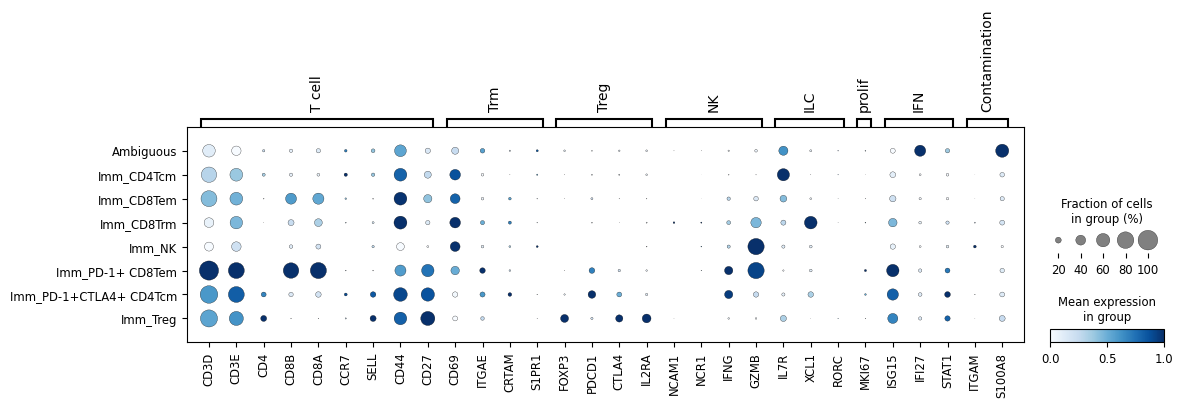 T cell
Trm
Treg
NK
ILC
prolif
IFN
Contamination
Ambiguous
Imm_CD4Tcm
Imm_CD8Tem
Imm_CD8Trm
Imm_NK
Imm_PD-1+ CD8Tem
Imm_PD-1+CTLA4+ CD4Tcm
Imm_Treg
CD3D
CD3E
CD4
CD8B
CD8A
CCR7
SELL
CD44
CD27
CD69
ITGAE
CRTAM
S1PR1
FOXP3
PDCD1
CTLA4
IL2RA
NCAM1
NCR1
IFNG
GZMB
IL7R
XCL1
RORC
MKI67
ISG15
IFI27
STAT1
ITGAM
S100A8
Fraction of cells
in group (%)
20 40 60 80 100
Mean expression
in group
0.0 0.5 1.0